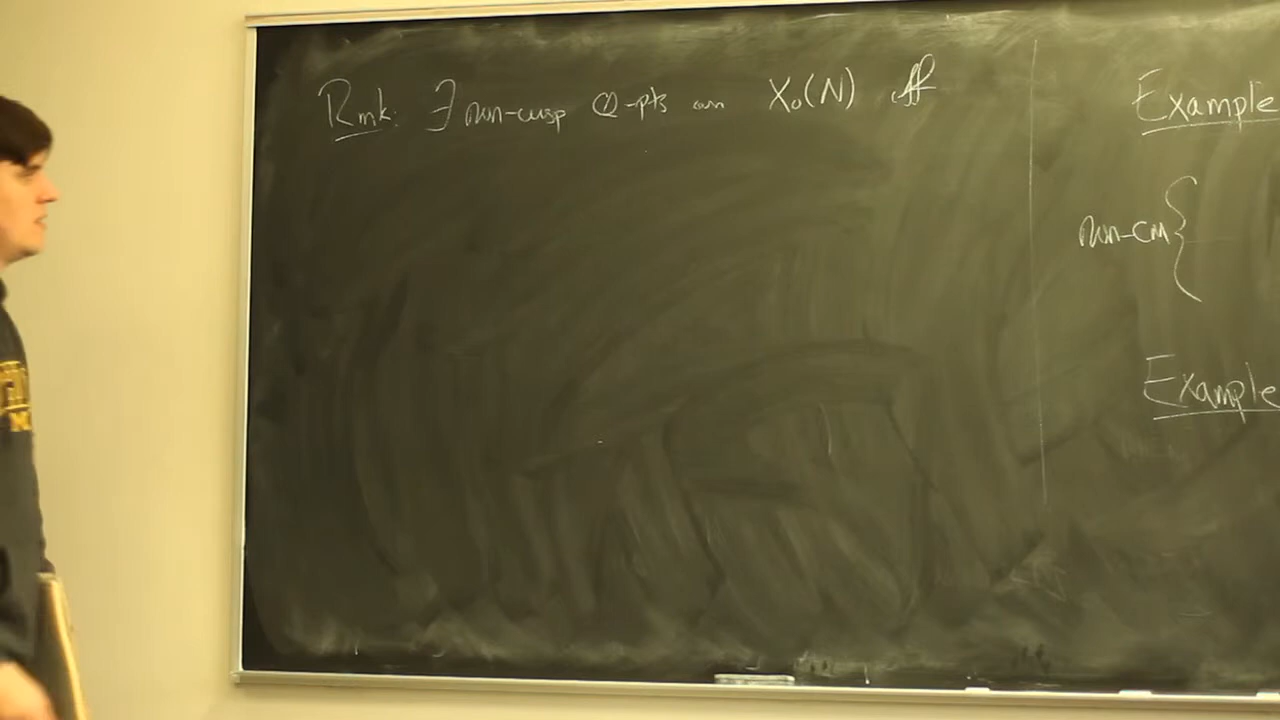 Rmk: ∃ non-cusp Q-pts on X₀(N) iff
Example
non-CM {
Example